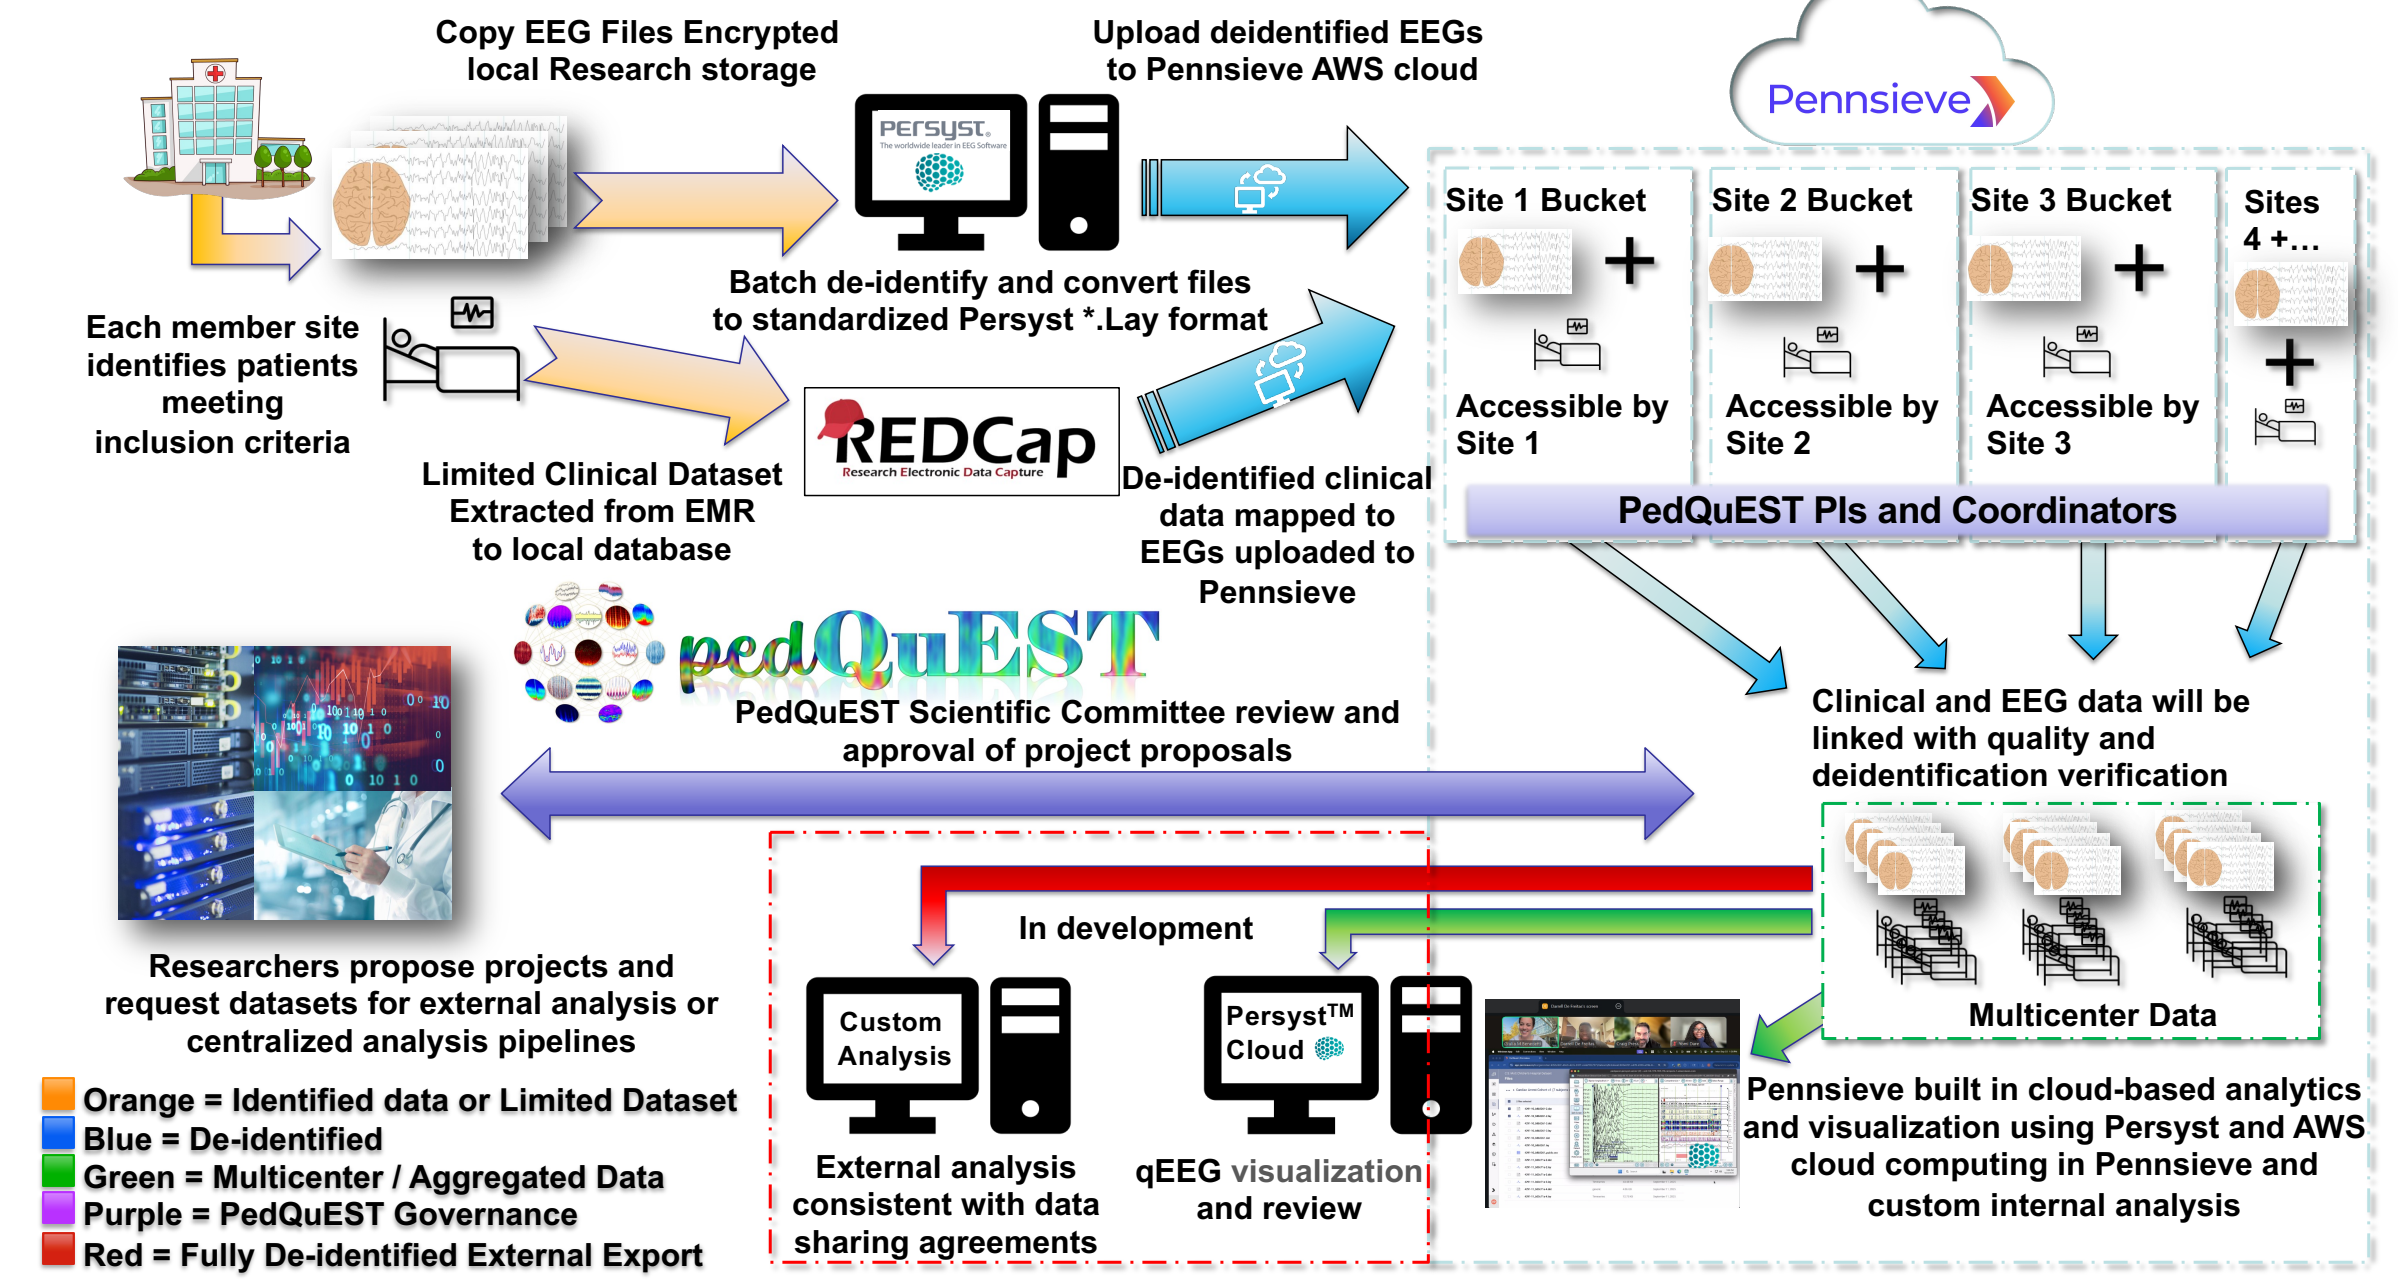 Copy EEG Files Encrypted
local Research storage
Upload deidentified EEGs
to Pennsieve AWS cloud
Pennsieve
PERSYST®
The worldwide leader in EEG Software
Site 1 Bucket
Site 2 Bucket
Site 3 Bucket
Sites
4 +...
Batch de-identify and convert files
to standardized Persyst *.Lay format
Each member site
identifies patients
meeting
inclusion criteria
REDCap
Research Electronic Data Capture
Accessible by
Site 1
Accessible by
Site 2
Accessible by
Site 3
Limited Clinical Dataset
Extracted from EMR
to local database
De-identified clinical
data mapped to
EEGs uploaded to
Pennsieve
PedQuEST PIs and Coordinators
pedQuEST
PedQuEST Scientific Committee review and
approval of project proposals
Clinical and EEG data will be
linked with quality and
deidentification verification
In development
Multicenter Data
Researchers propose projects and
request datasets for external analysis or
centralized analysis pipelines
Custom
Analysis
Persyst™
Cloud
External analysis
consistent with data
sharing agreements
qEEG visualization
and review
Pennsieve built in cloud-based analytics
and visualization using Persyst and AWS
cloud computing in Pennsieve and
custom internal analysis
Orange = Identified data or Limited Dataset
Blue = De-identified
Green = Multicenter / Aggregated Data
Purple = PedQuEST Governance
Red = Fully De-identified External Export